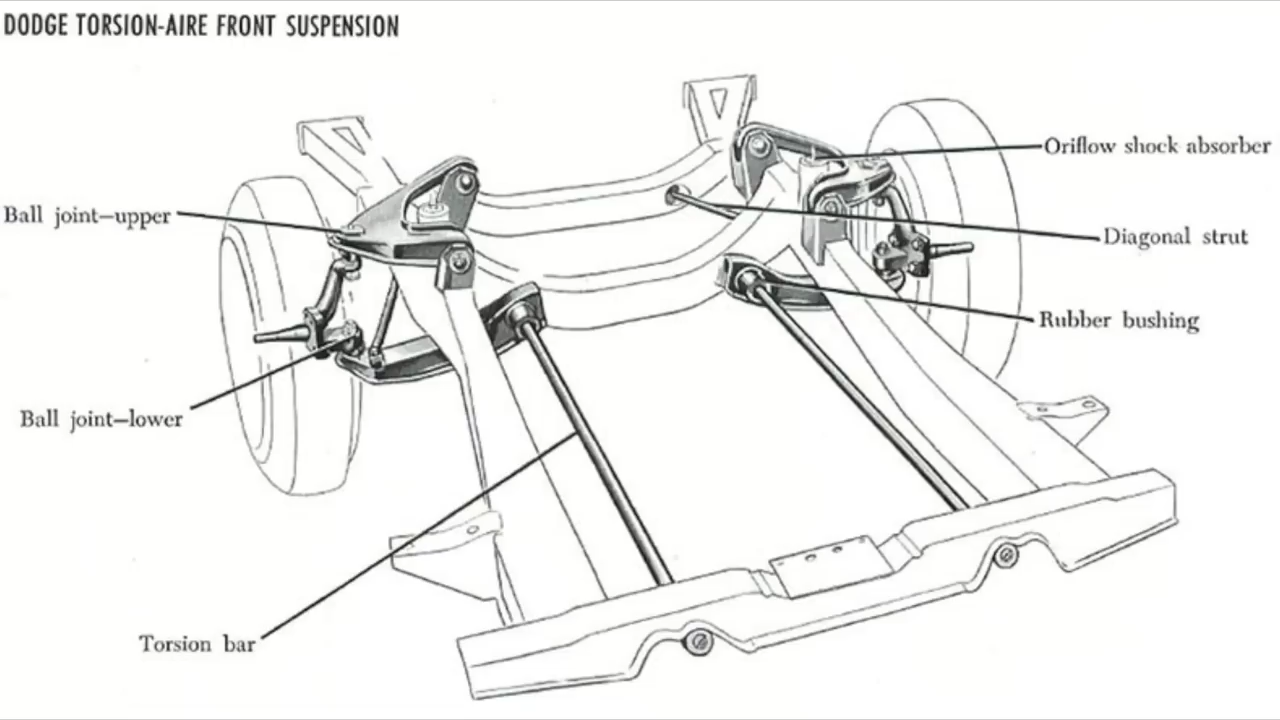 DODGE TORSION-AIRE FRONT SUSPENSION
Oriflow shock absorber
Ball joint—upper
Diagonal strut
Rubber bushing
Ball joint—lower
Torsion bar